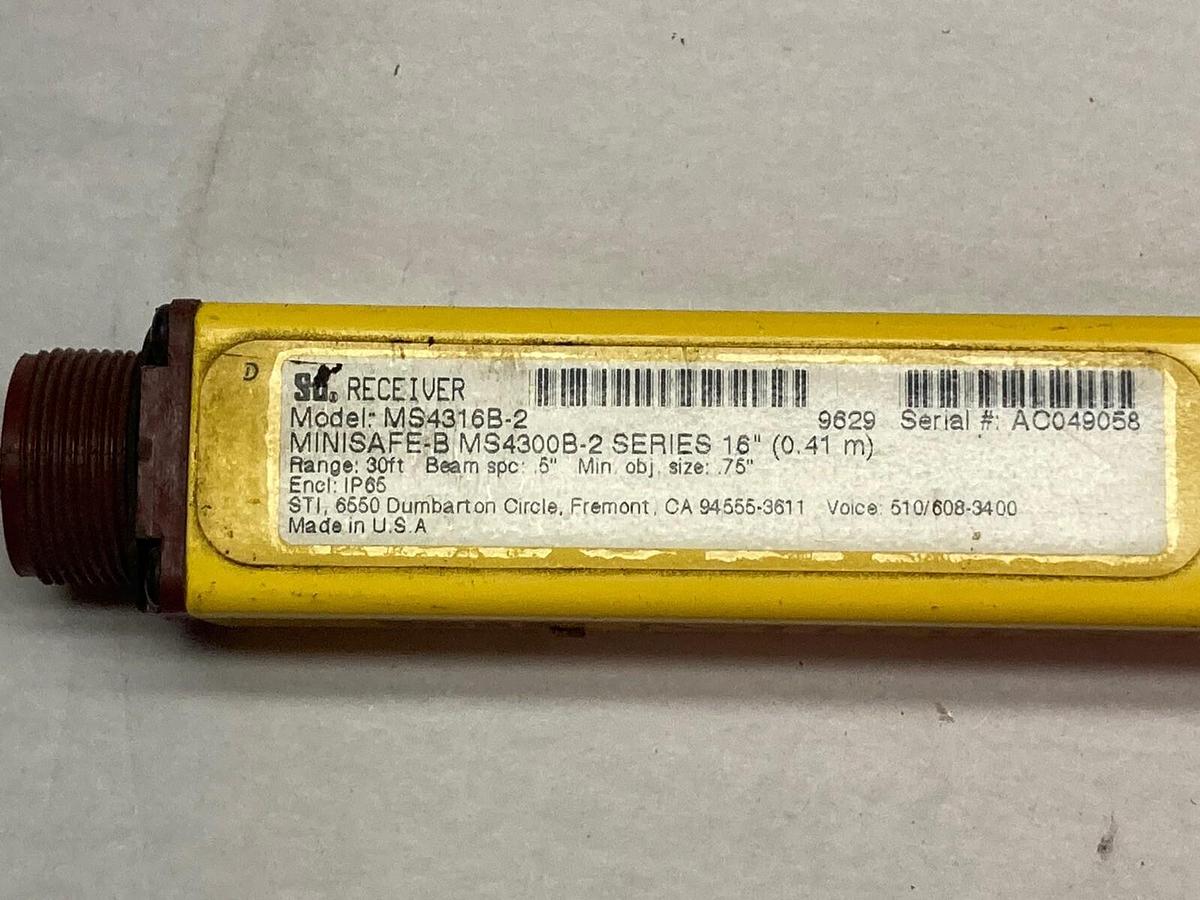 D
STI® RECEIVER
Model: MS4316B-2 9629 Serial #: AC049058
MINISAFE-B MS4300B-2 SERIES 16" (0.41 m)
Range: 30ft Beam spc: .5" Min. obj. size: .75"
Encl: IP65
STI, 6550 Dumbarton Circle, Fremont, CA 94555-3611 Voice: 510/608-3400
Made in U.S.A